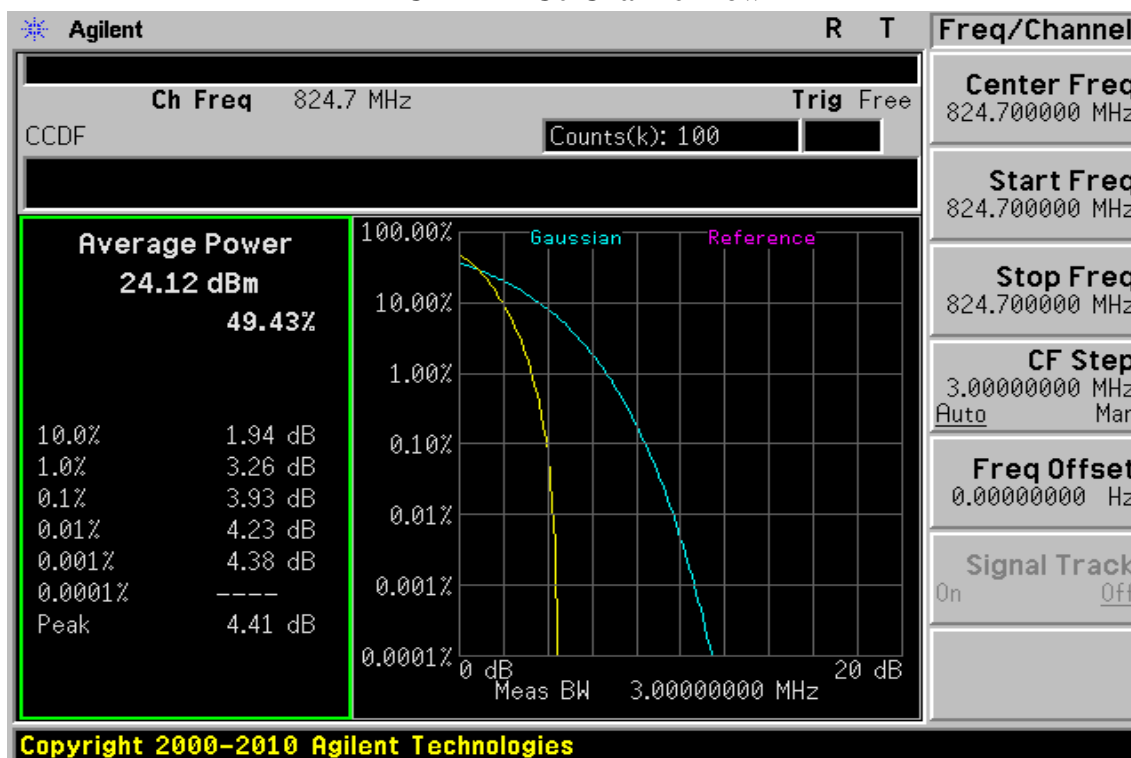 Agilent R T
Freq/Channel
Ch Freq 824.7 MHz Trig Free
CCDF Counts(k): 100
Average Power
24.12 dBm
49.43%
10.0% 1.94 dB
1.0% 3.26 dB
0.1% 3.93 dB
0.01% 4.23 dB
0.001% 4.38 dB
0.0001% ----
Peak 4.41 dB
Gaussian Reference
100.00%
10.00%
1.00%
0.10%
0.01%
0.001%
0.0001%
0 dB 20 dB
Meas BW 3.00000000 MHz
Center Freq
824.700000 MHz
Start Freq
824.700000 MHz
Stop Freq
824.700000 MHz
CF Step
3.00000000 MHz
Auto Man
Freq Offset
0.00000000 Hz
Signal Track
On Off
Copyright 2000-2010 Agilent Technologies